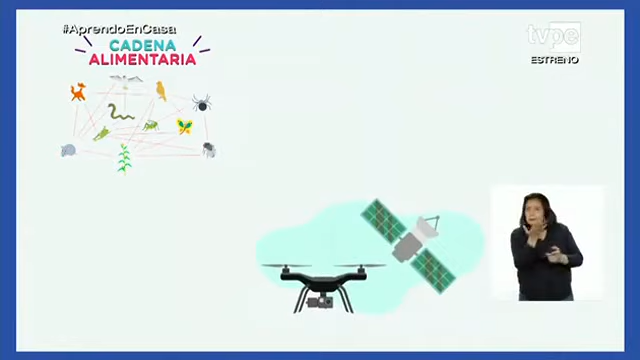 #AprendoEnCasa
CADENA
ALIMENTARIA
tvpe
ESTRENO